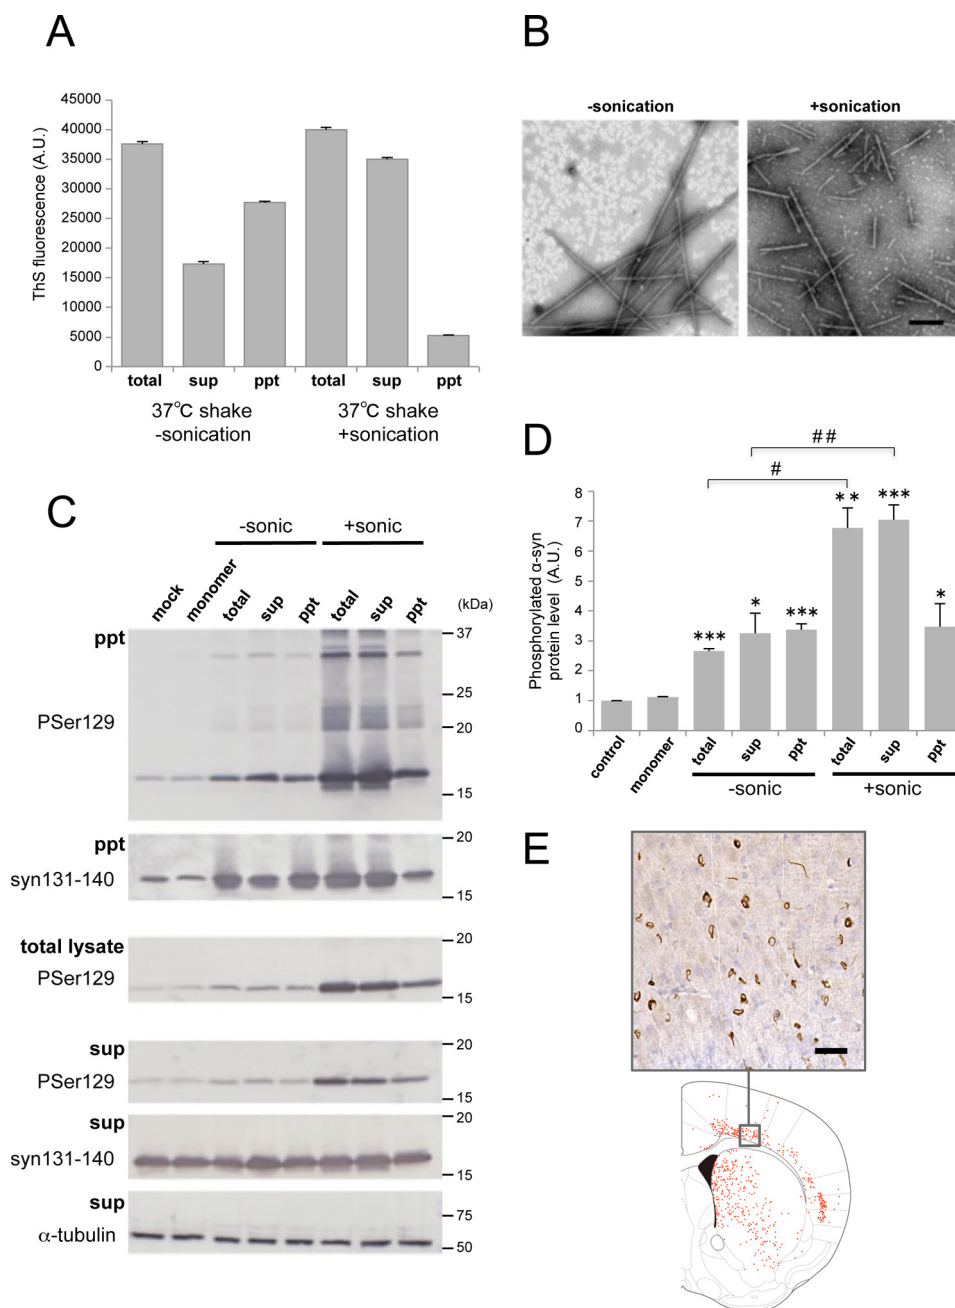 A
45000
40000
35000
30000
25000
20000
15000
10000
5000
0
ThS fluorescence (A.U.)
total sup ppt total sup ppt
37°C shake
-sonication
37°C shake
+sonication
B
-sonication +sonication
C
-sonic +sonic
mock monomer total sup ppt total sup ppt
(kDa)
ppt
PSer129
37
25
20
15
ppt
syn131-140
20
15
total lysate
PSer129
20
15
sup
PSer129
20
15
sup
syn131-140
20
15
sup
α-tubulin
75
50
D
##
#
8
7
6
5
4
3
2
1
0
Phosphorylated α-syn
protein level (A.U.)
*** * *** ** *** *
control monomer total sup ppt total sup ppt
-sonic +sonic
E